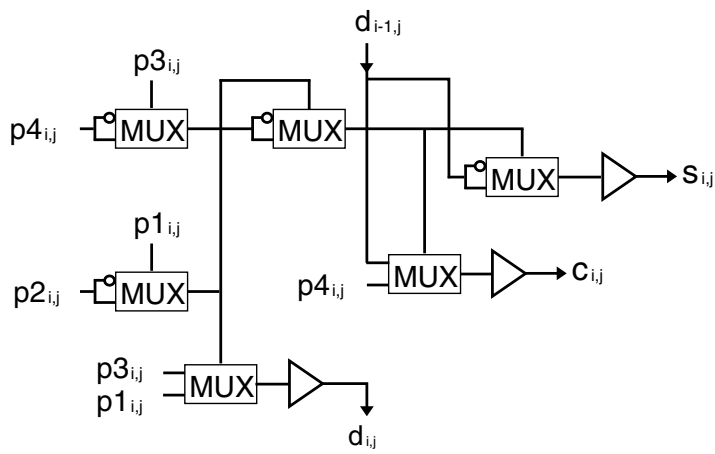 d i-1,j
p3 i,j
p4 i,j MUX MUX
MUX s i,j
p1 i,j
p2 i,j MUX
p4 i,j MUX c i,j
p3 i,j
p1 i,j MUX
d i,j